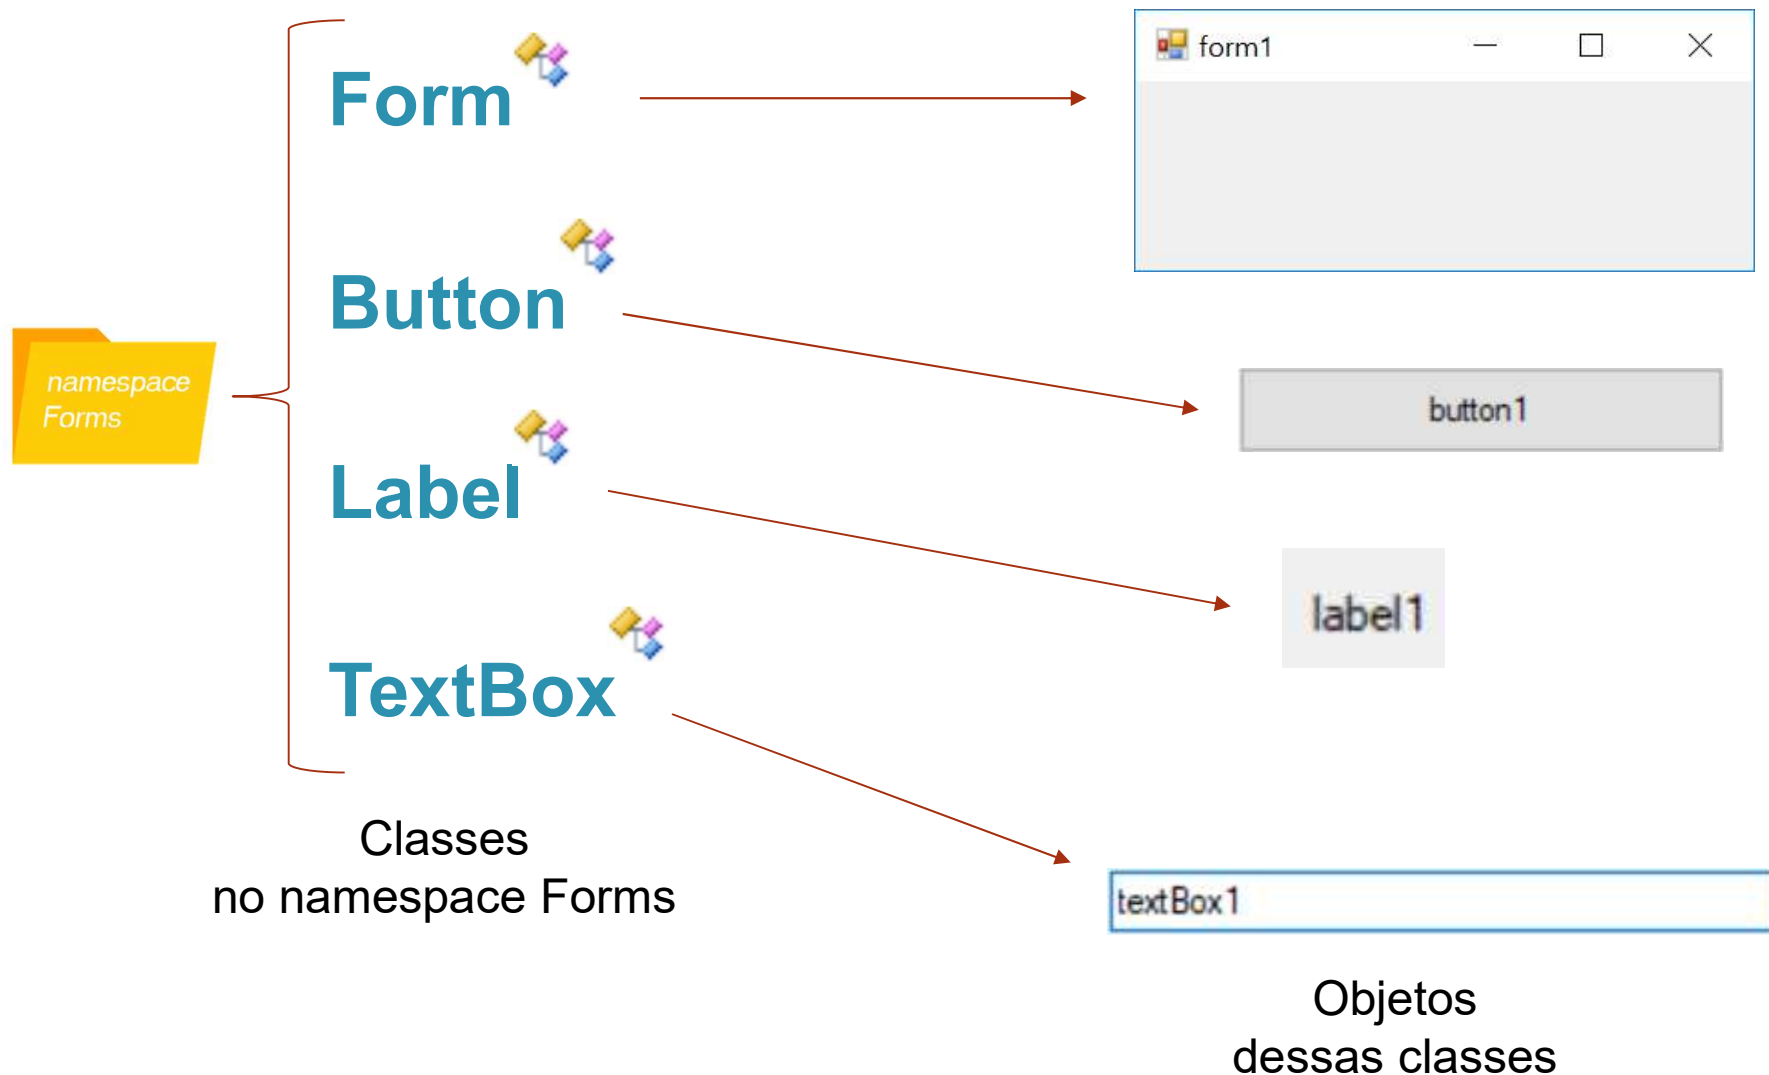 Form
form1
Button
namespace
Forms
button1
Label
label1
TextBox
Classes
no namespace Forms
textBox1
Objetos
dessas classes